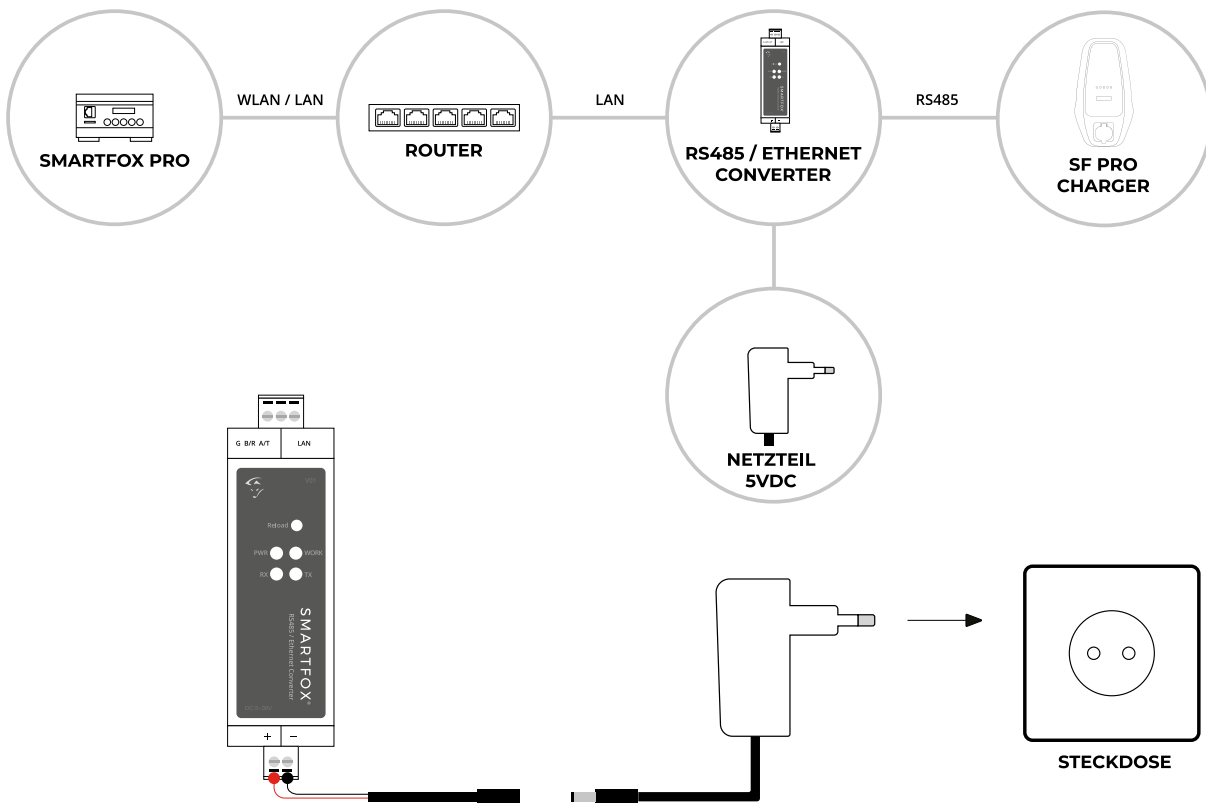 WLAN / LAN
LAN
RS485
SMARTFOX PRO
ROUTER
RS485 / ETHERNET
CONVERTER
SF PRO
CHARGER
NETZTEIL
5VDC
G B/R A/T
LAN
Reload
PWR
WORK
RX
TX
SMARTFOX®
RS485 / Ethernet Converter
+
-
STECKDOSE